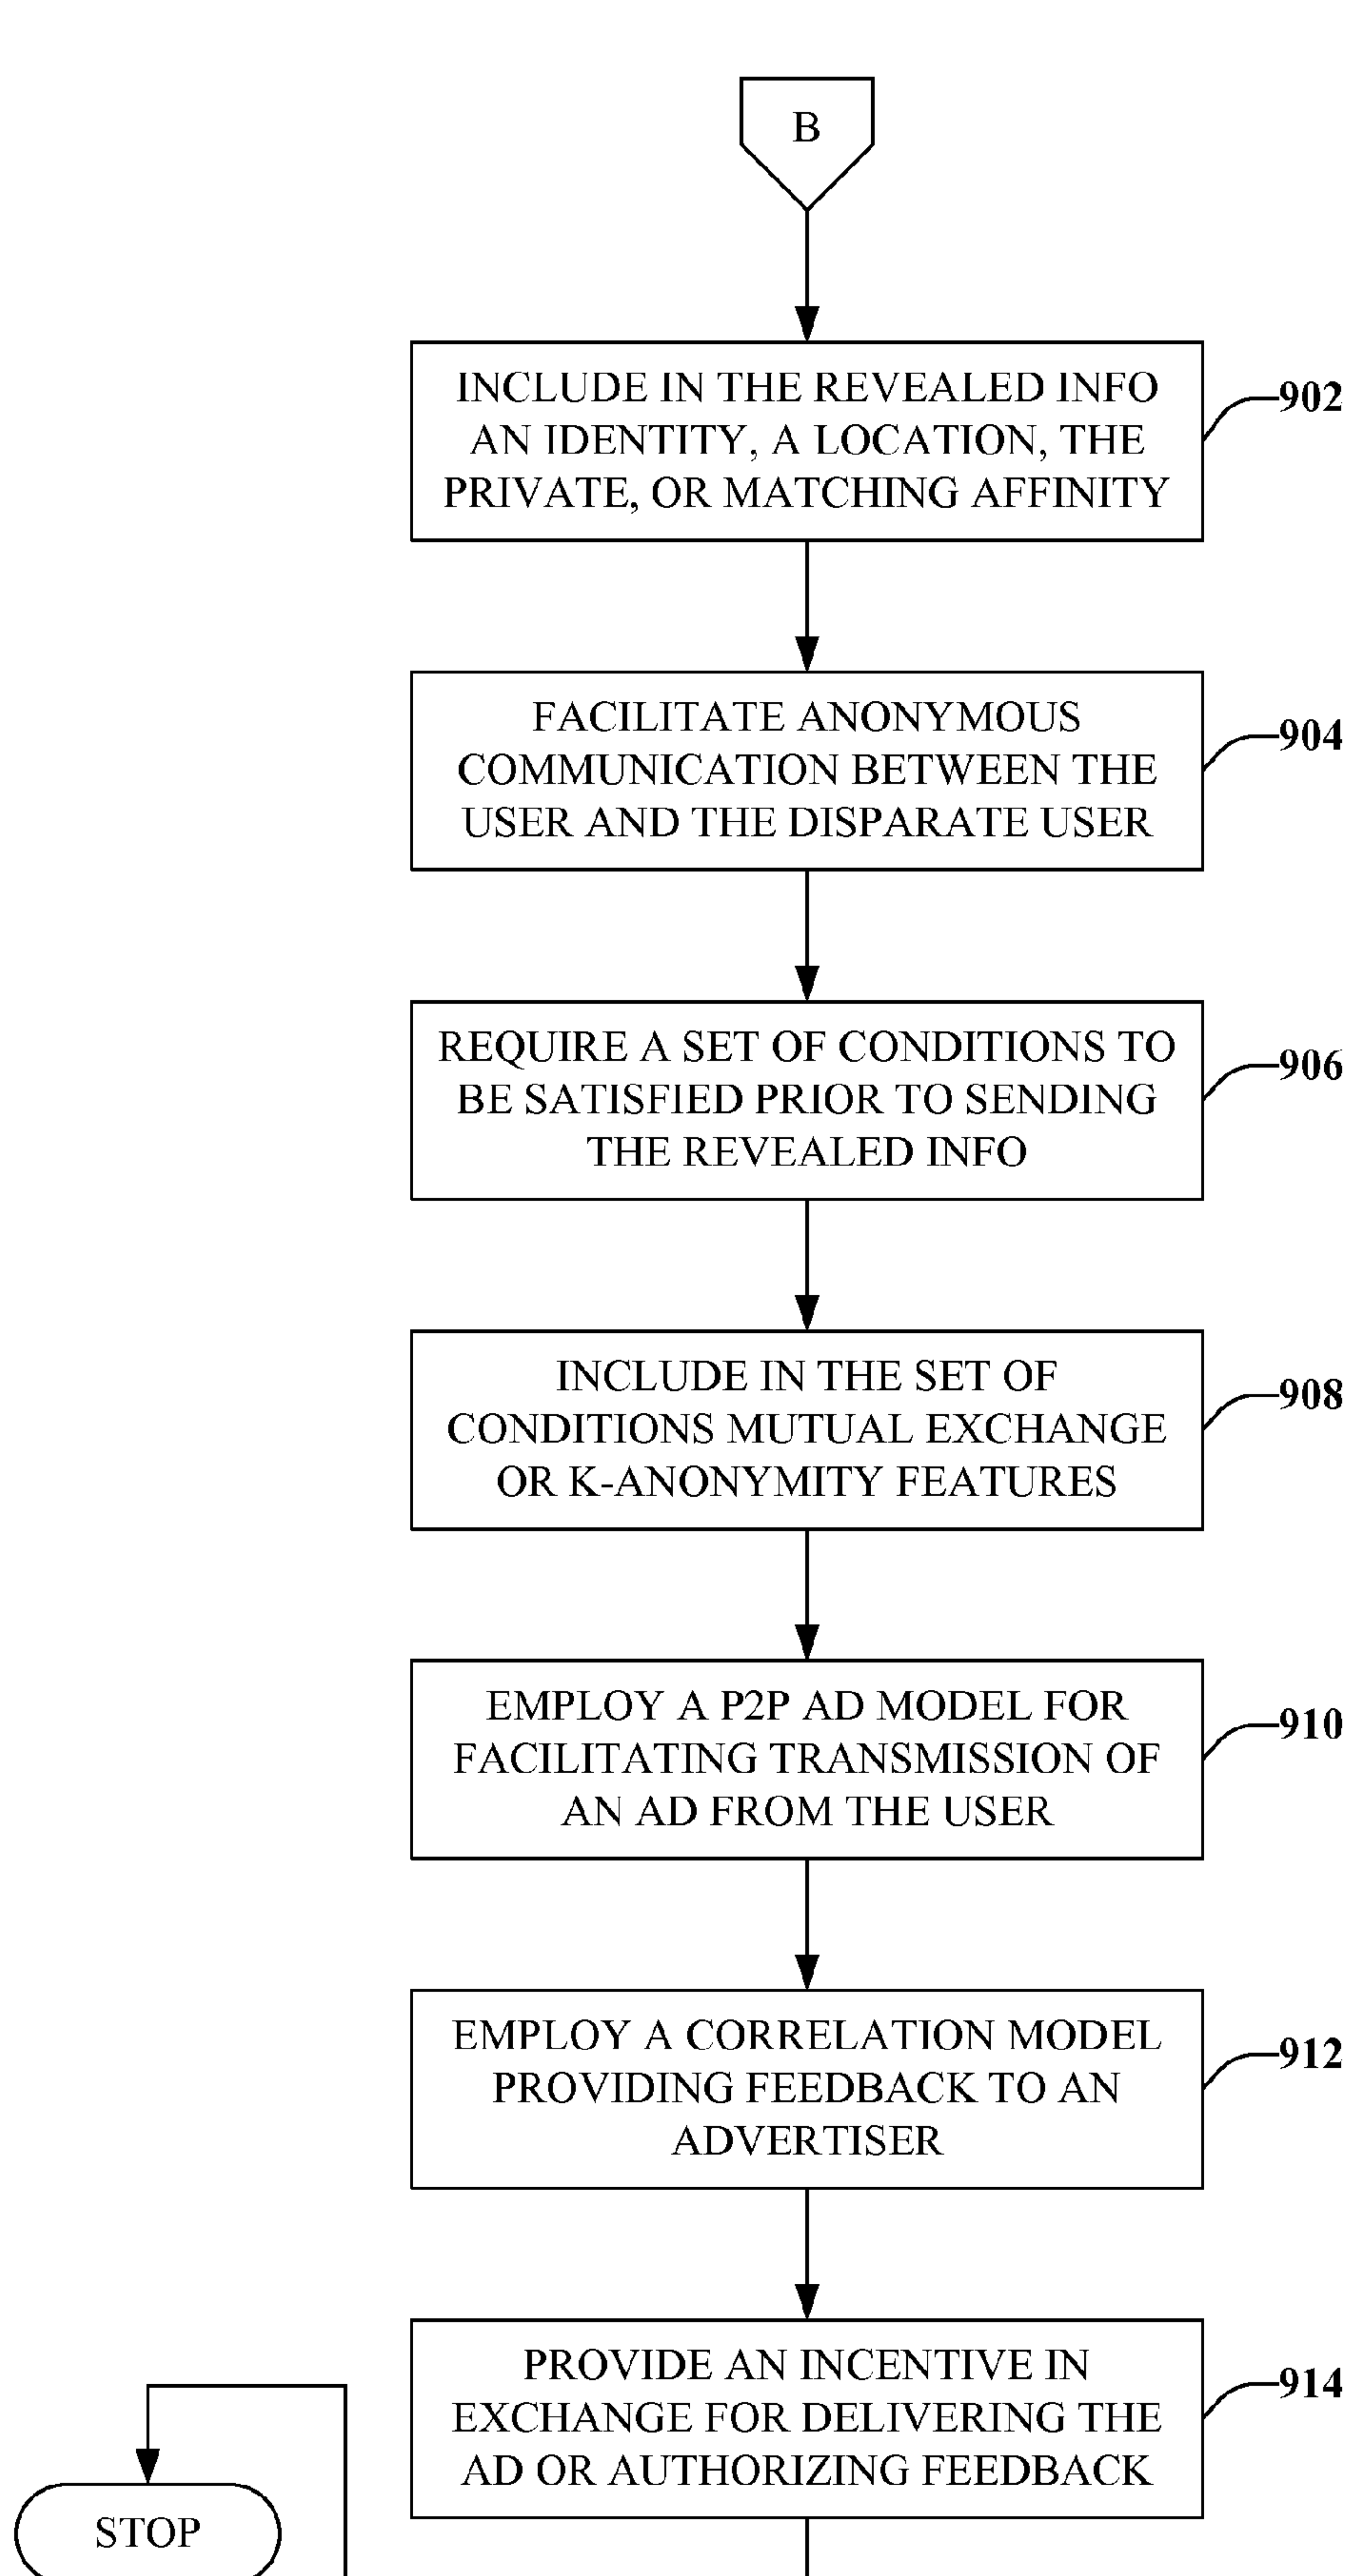 B
INCLUDE IN THE REVEALED INFO
AN IDENTITY, A LOCATION, THE
PRIVATE, OR MATCHING AFFINITY
902
FACILITATE ANONYMOUS
COMMUNICATION BETWEEN THE
USER AND THE DISPARATE USER
904
REQUIRE A SET OF CONDITIONS TO
BE SATISFIED PRIOR TO SENDING
THE REVEALED INFO
906
INCLUDE IN THE SET OF
CONDITIONS MUTUAL EXCHANGE
OR K-ANONYMITY FEATURES
908
EMPLOY A P2P AD MODEL FOR
FACILITATING TRANSMISSION OF
AN AD FROM THE USER
910
EMPLOY A CORRELATION MODEL
PROVIDING FEEDBACK TO AN
ADVERTISER
912
PROVIDE AN INCENTIVE IN
EXCHANGE FOR DELIVERING THE
AD OR AUTHORIZING FEEDBACK
914
STOP